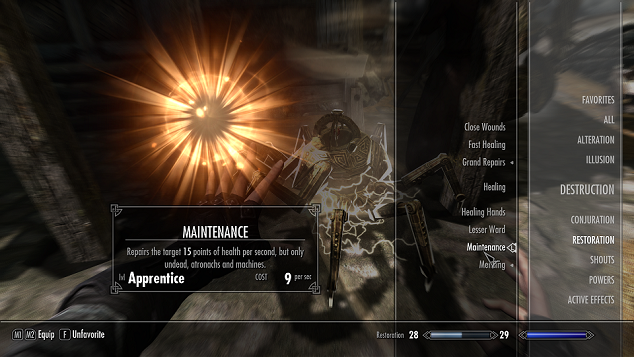 FAVORITES
ALL
ALTERATION
ILLUSION
DESTRUCTION
CONJURATION
RESTORATION
SHOUTS
POWERS
ACTIVE EFFECTS
Close Wounds
Fast Healing
Grand Repairs
Healing
Healing Hands
Lesser Ward
Maintenance
Mending
MAINTENANCE
Repairs the target 15 points of health per second, but only
undead, atronachs and machines.
lvl Apprentice COST 9 per sec
M1 M2 Equip F Unfavorite
Restoration 28 29